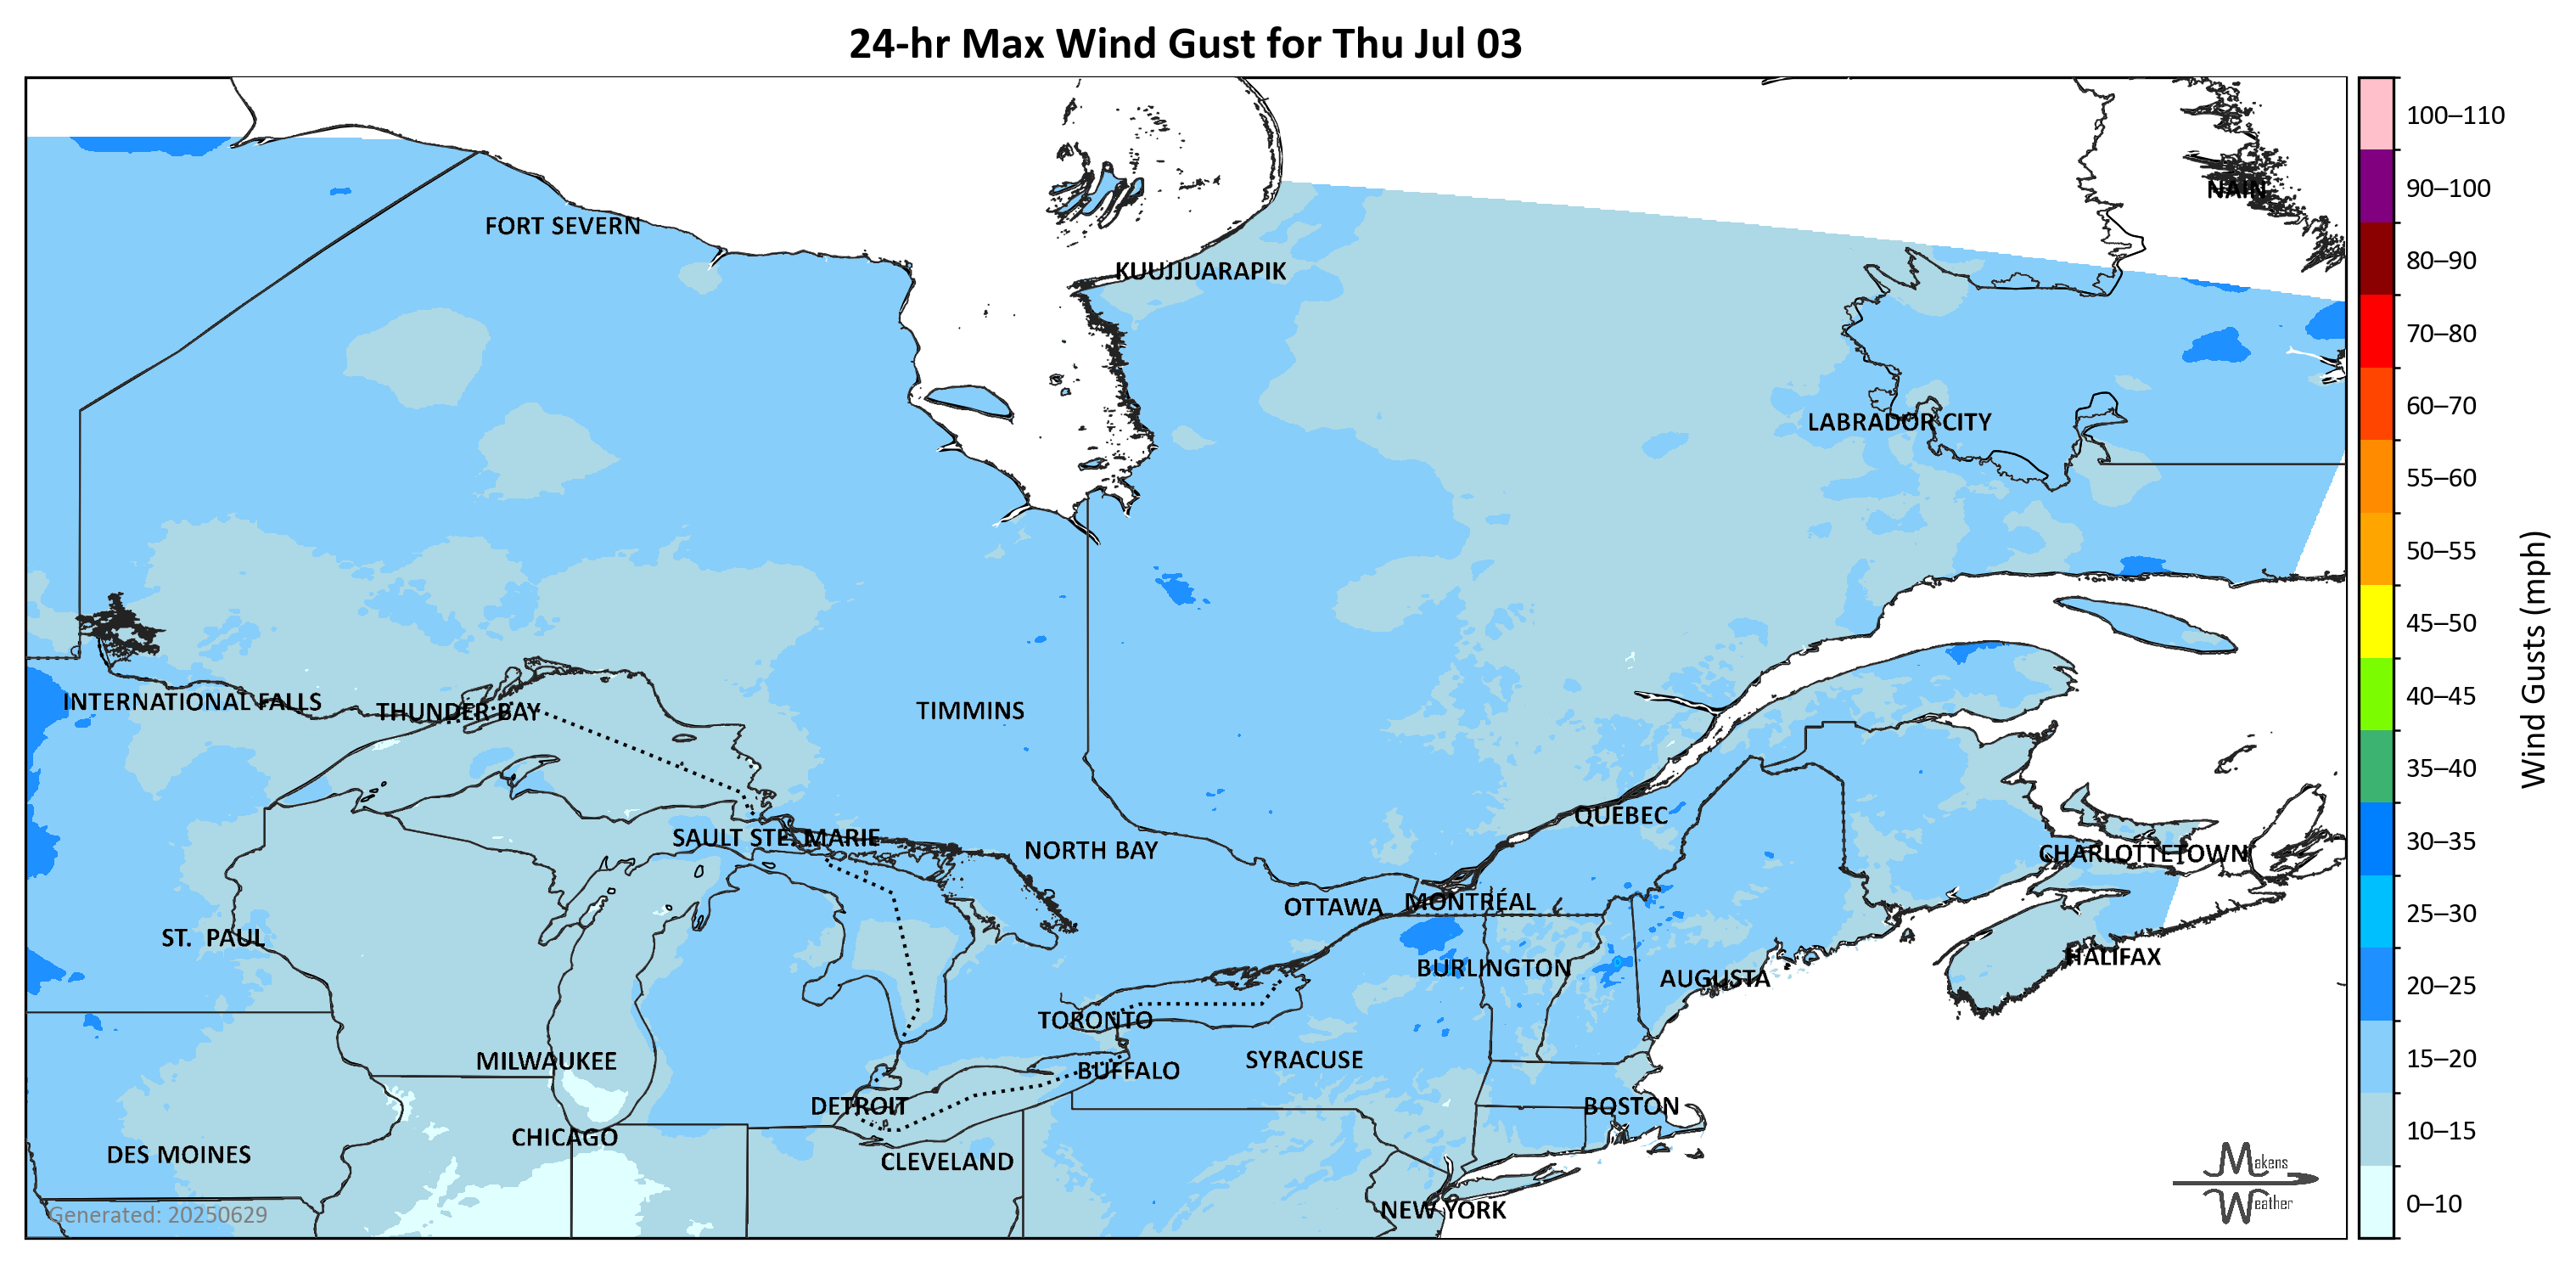 24-hr Max Wind Gust for Thu Jul 03
100–110
90–100
NAIN
FORT SEVERN
80–90
KUUJJUARAPIK
70–80
60–70
LABRADOR CITY
55–60
50–55
45–50
Wind Gusts (mph)
INTERNATIONAL FALLS
THUNDER BAY
TIMMINS
40–45
35–40
QUEBEC
SAULT STE. MARIE
NORTH BAY
CHARLOTTETOWN
30–35
OTTAWA
MONTRÉAL
25–30
ST. PAUL
HALIFAX
BURLINGTON
AUGUSTA
20–25
TORONTO
MILWAUKEE
SYRACUSE
15–20
BUFFALO
DETROIT
BOSTON
CHICAGO
10–15
DES MOINES
CLEVELAND
Makens
Weather
NEW YORK
0–10
Generated: 20250629